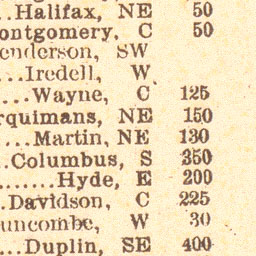 ..Halifax, NE 50
ontgomery, C 50
enderson, SW
...Iredell, W
....Wayne, C 125
rquimans, NE 150
....Martin, NE 130
.Columbus, S 350
.......Hyde, E 200
..Davidson, C 225
uncombe, W 30
...Duplin, SE 400